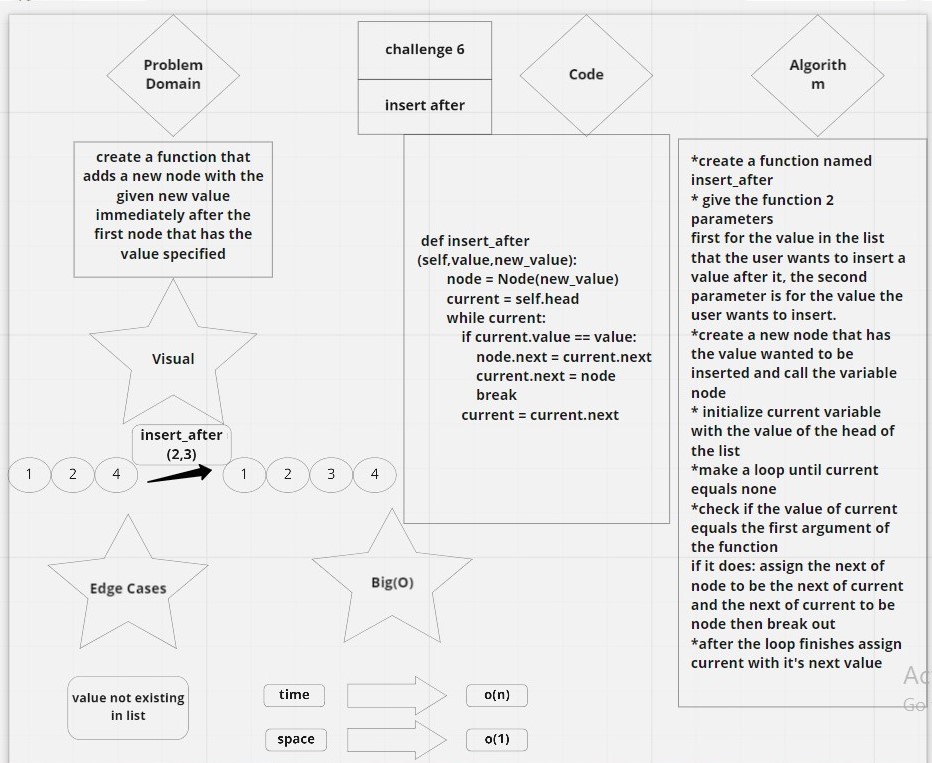 Problem
Domain
create a function that
adds a new node with the
given new value
immediately after the
first node that has the
value specified
Visual
insert_after
(2,3)
1 2 4 1 2 3 4
Edge Cases
value not existing
in list
challenge 6
insert after
Code
def insert_after
(self,value,new_value):
node = Node(new_value)
current = self.head
while current:
if current.value == value:
node.next = current.next
current.next = node
break
current = current.next
Big(O)
time o(n)
space o(1)
Algorith
m
*create a function named
insert_after
* give the function 2
parameters
first for the value in the list
that the user wants to insert a
value after it, the second
parameter is for the value the
user wants to insert.
*create a new node that has
the value wanted to be
inserted and call the variable
node
* initialize current variable
with the value of the head of
the list
*make a loop until current
equals none
*check if the value of current
equals the first argument of
the function
if it does: assign the next of
node to be the next of current
and the next of current to be
node then break out
*after the loop finishes assign
current with it's next value